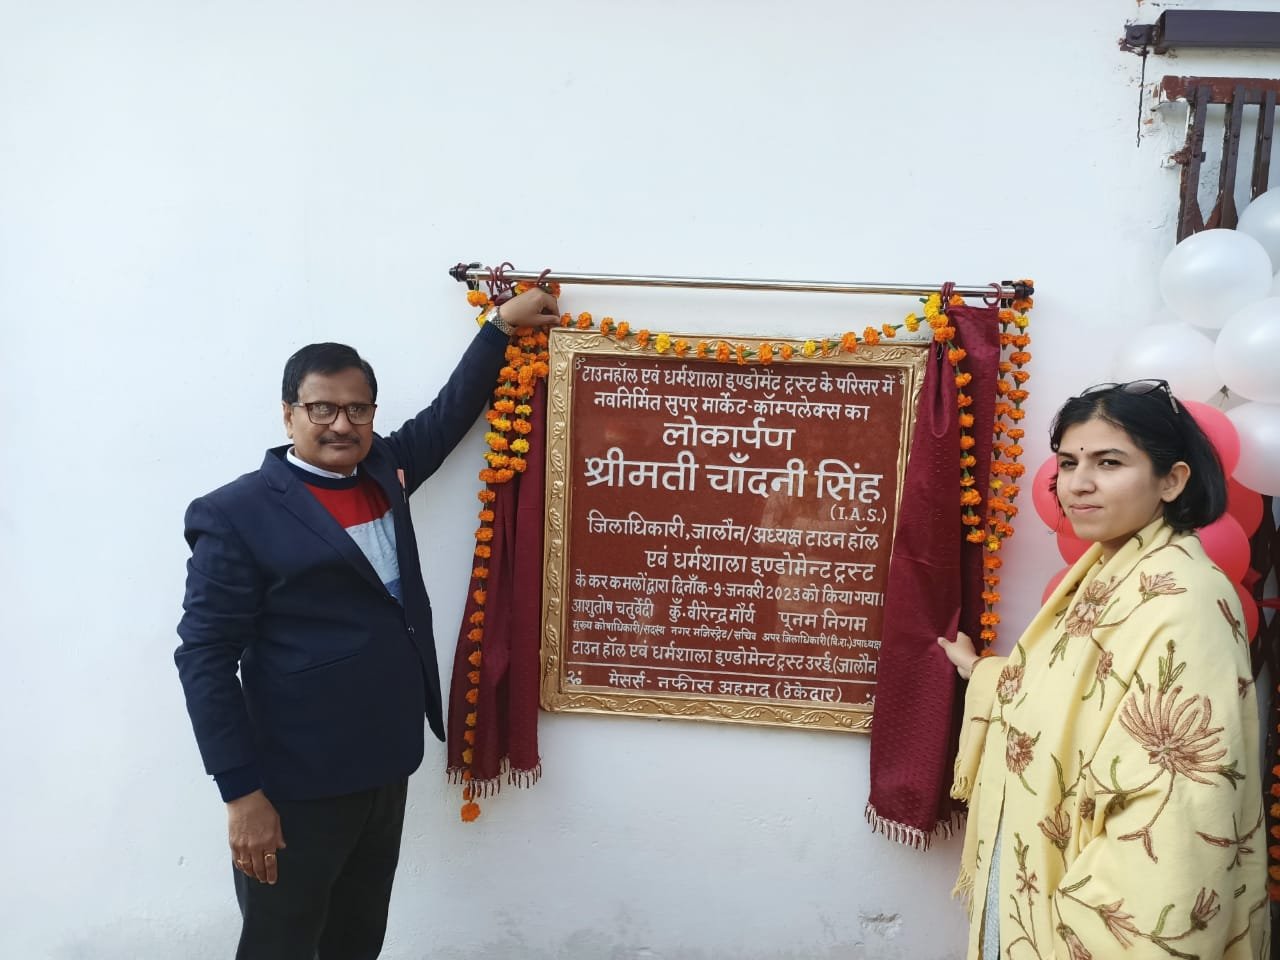 ॐ टाउनहॉल एवं धर्मशाला इण्डोमेंट ट्रस्ट के परिसर में ॐ
नवनिर्मित सुपर मार्केट-कॉम्पलेक्स का
लोकार्पण
श्रीमती चाँदनी सिंह
(I.A.S.)
जिलाधिकारी, जालौन/अध्यक्ष टाउन हॉल
एवं धर्मशाला इण्डोमेन्ट ट्रस्ट
के कर कमलों द्वारा दिनाँक-9-जनवरी 2023 को किया गया।
आशुतोष चतुर्वेदी कुँ. बीरेन्द्र मौर्य पूनम निगम
मुख्य कोषाधिकारी/सदस्य नगर मजिस्ट्रेट/सचिव अपर जिलाधिकारी(वि.रा.)उपाध्यक्ष
टाउन हॉल एवं धर्मशाला इण्डोमेन्ट ट्रस्ट उरई,(जालौन)
ॐ मेसर्स- नफीस अहमद (ठेकेदार)